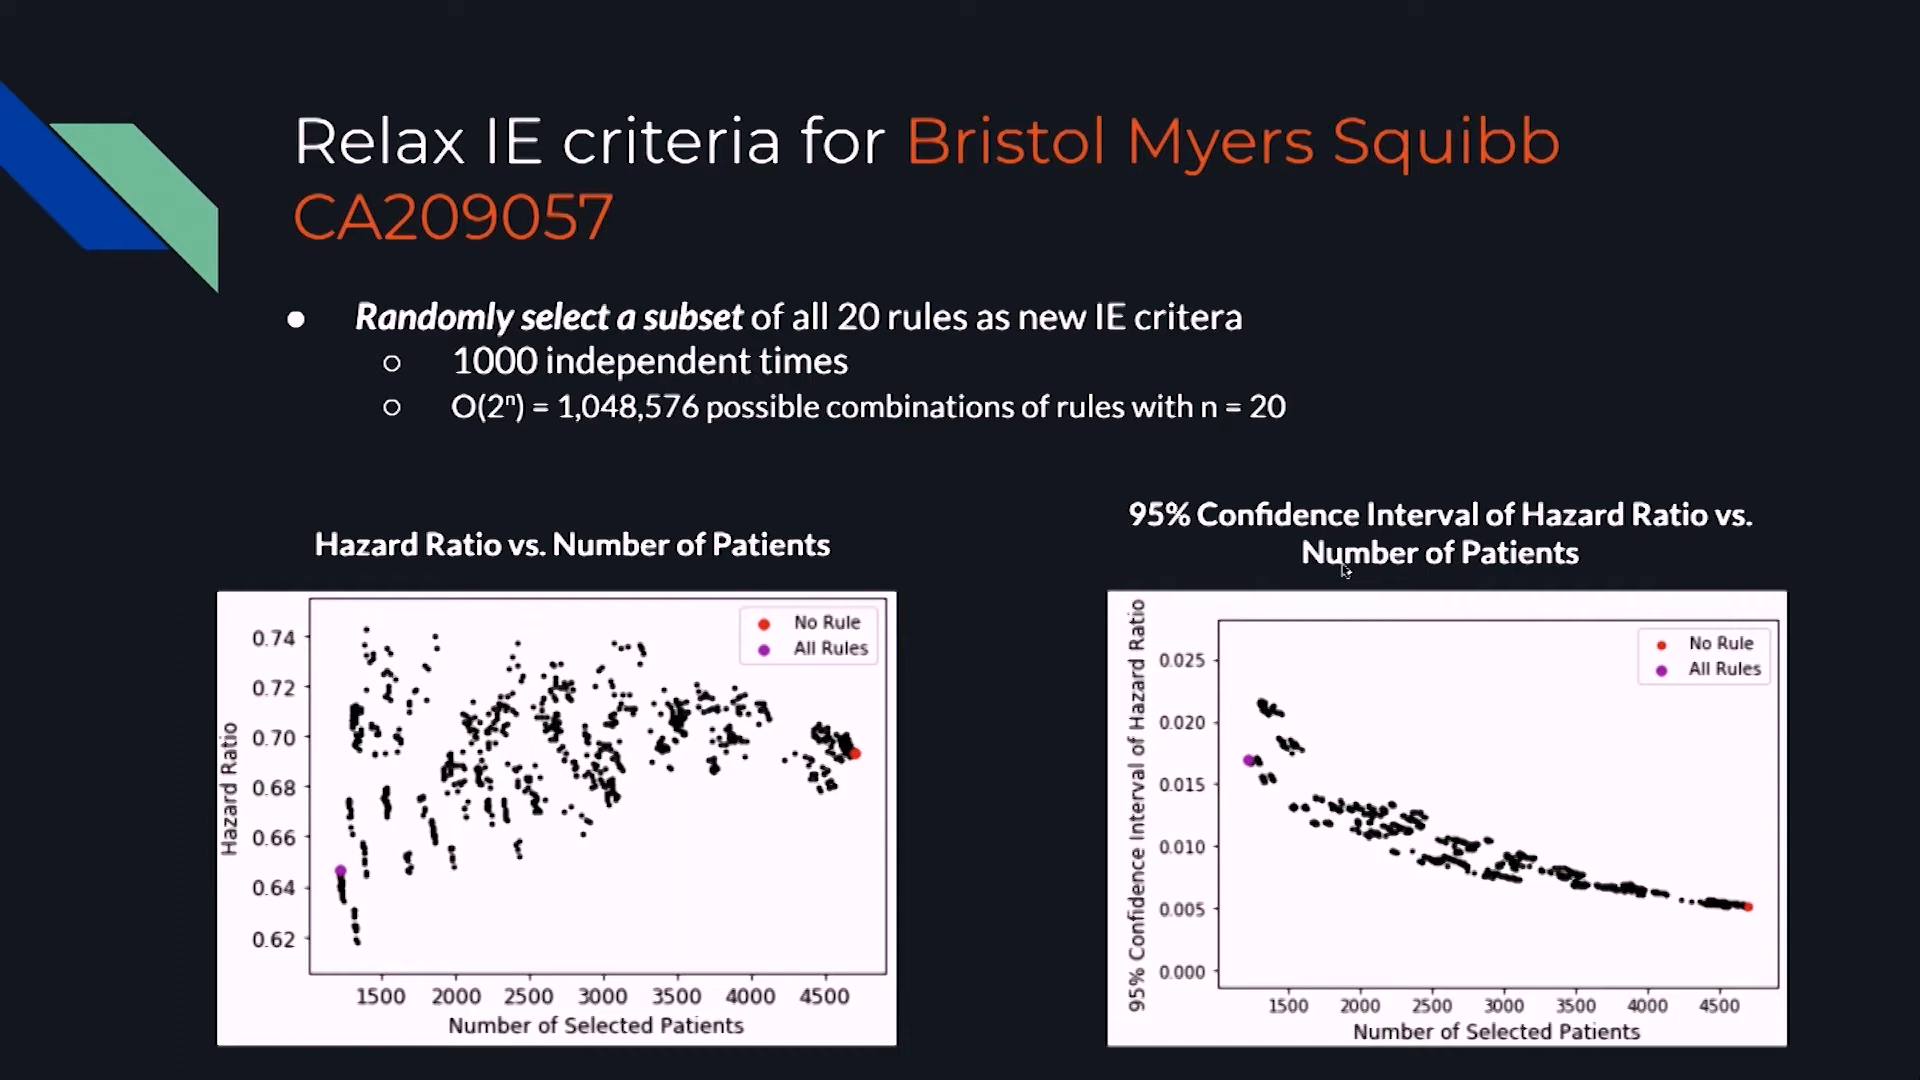 Relax IE criteria for Bristol Myers Squibb
CA209057
● Randomly select a subset of all 20 rules as new IE critera
○ 1000 independent times
○ O(2ⁿ) = 1,048,576 possible combinations of rules with n = 20
Hazard Ratio vs. Number of Patients
95% Confidence Interval of Hazard Ratio vs.
Number of Patients
Hazard Ratio
0.74
0.72
0.70
0.68
0.66
0.64
0.62
No Rule
All Rules
1500 2000 2500 3000 3500 4000 4500
Number of Selected Patients
95% Confidence Interval of Hazard Ratio
0.025
0.020
0.015
0.010
0.005
0.000
No Rule
All Rules
1500 2000 2500 3000 3500 4000 4500
Number of Selected Patients